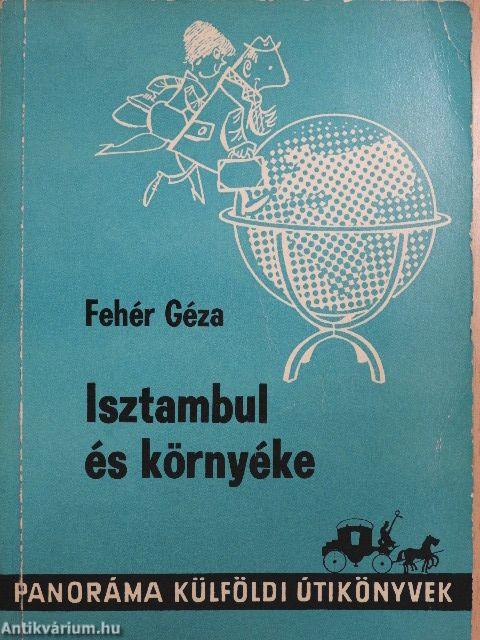 Fehér Géza
Isztambul
és környéke
PANORÁMA KÜLFÖLDI ÚTIKÖNYVEK
Antikvárium.hu